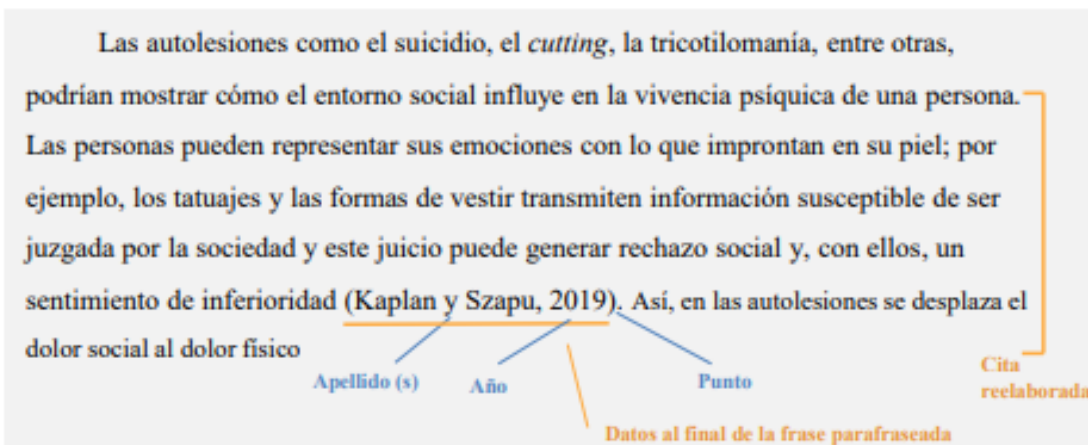 Las autolesiones como el suicidio, el cutting, la tricotilomanía, entre otras,
podrían mostrar cómo el entorno social influye en la vivencia psíquica de una persona.
Las personas pueden representar sus emociones con lo que improntan en su piel; por
ejemplo, los tatuajes y las formas de vestir transmiten información susceptible de ser
juzgada por la sociedad y este juicio puede generar rechazo social y, con ellos, un
sentimiento de inferioridad (Kaplan y Szapu, 2019). Así, en las autolesiones se desplaza el
dolor social al dolor físico
Apellido (s)
Año
Punto
Cita
reelaborada
Datos al final de la frase parafraseada